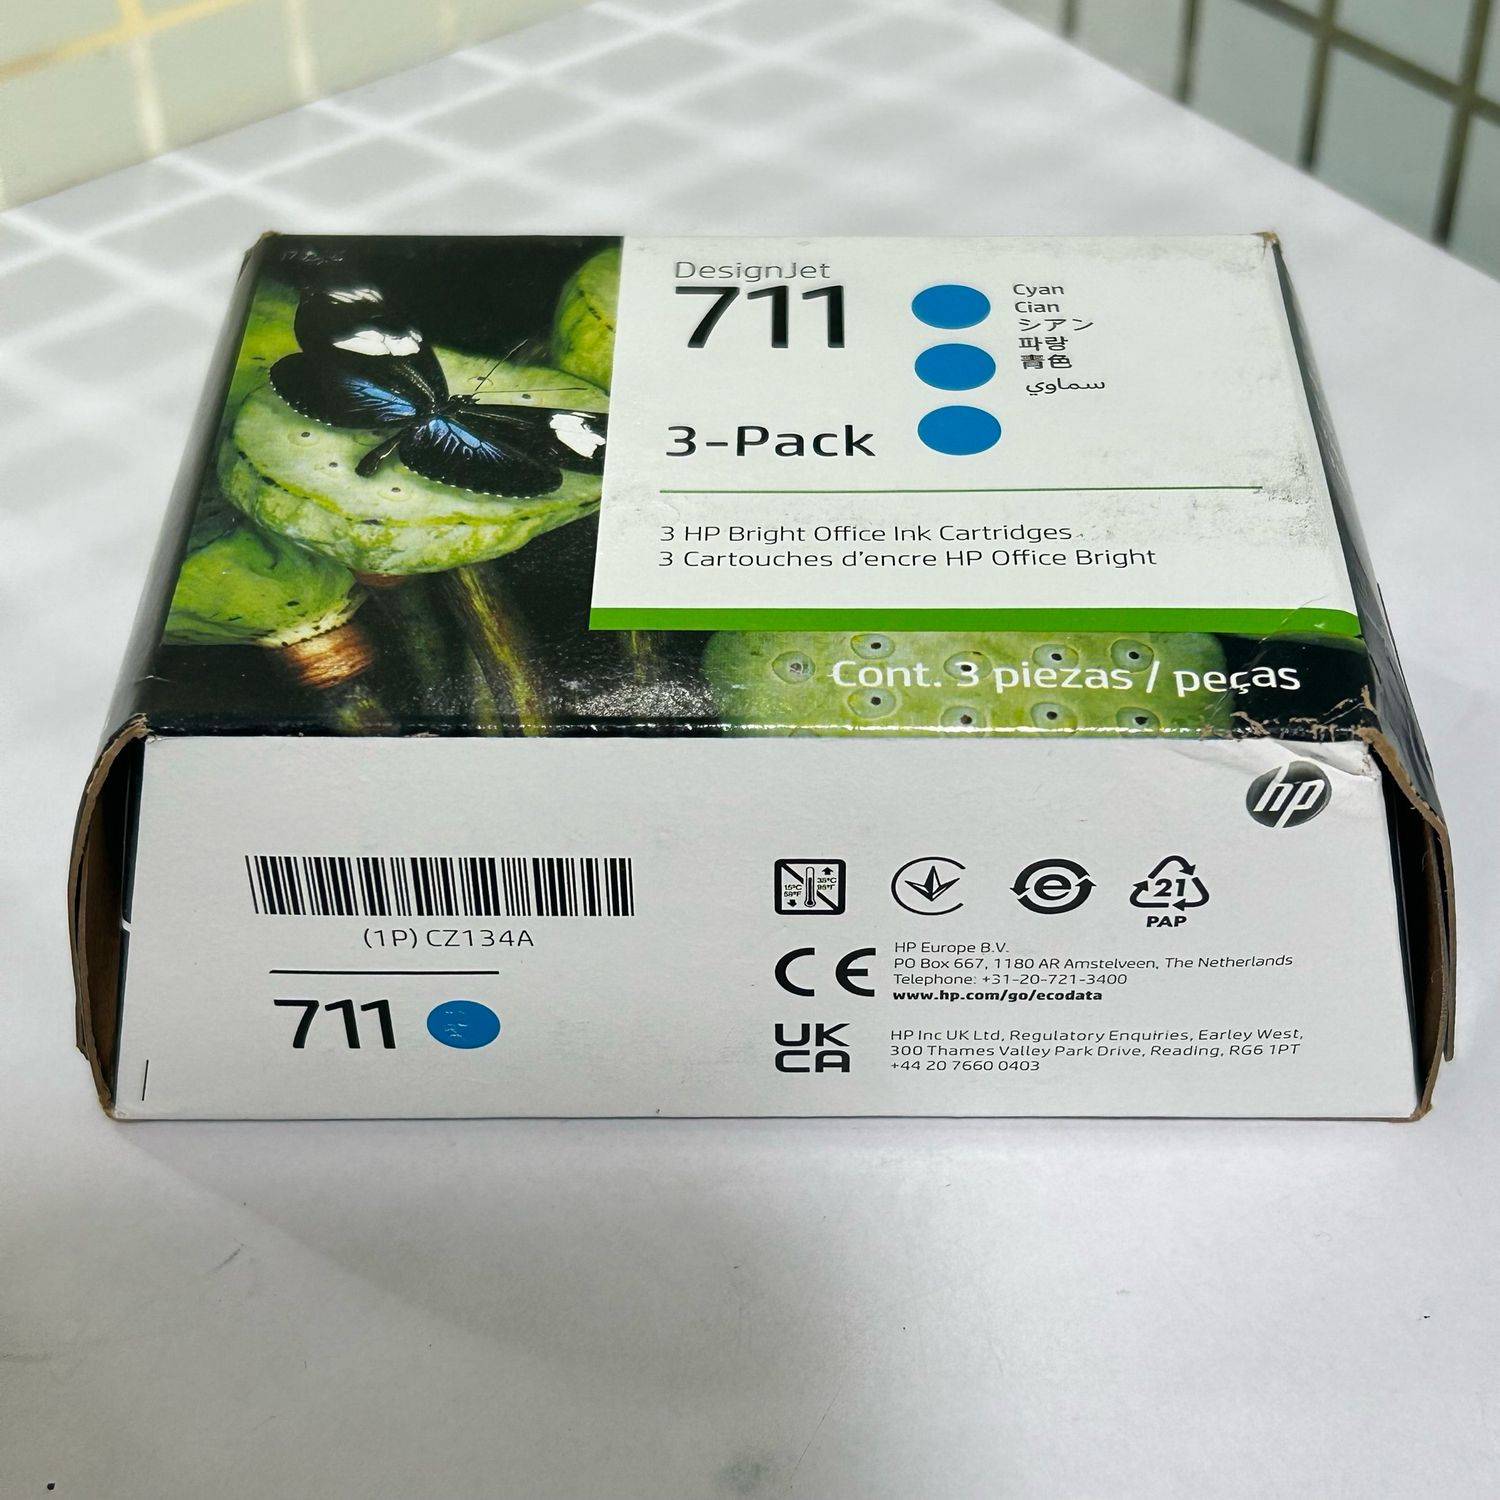 DesignJet
711
Cyan
Cian
シアン
파랑
青色
سماوي
3-Pack
3 HP Bright Office Ink Cartridges
3 Cartouches d'encre HP Office Bright
Cont. 3 piezas / peças
hp
(1P) CZ134A
711
15°C
59°F
35°C
95°F
e
21
PAP
CE
HP Europe B.V.
PO Box 667, 1180 AR Amstelveen, The Netherlands
Telephone: +31-20-721-3400
www.hp.com/go/ecodata
UK
CA
HP Inc UK Ltd, Regulatory Enquiries, Earley West,
300 Thames Valley Park Drive, Reading, RG6 1PT
+44 20 7660 0403